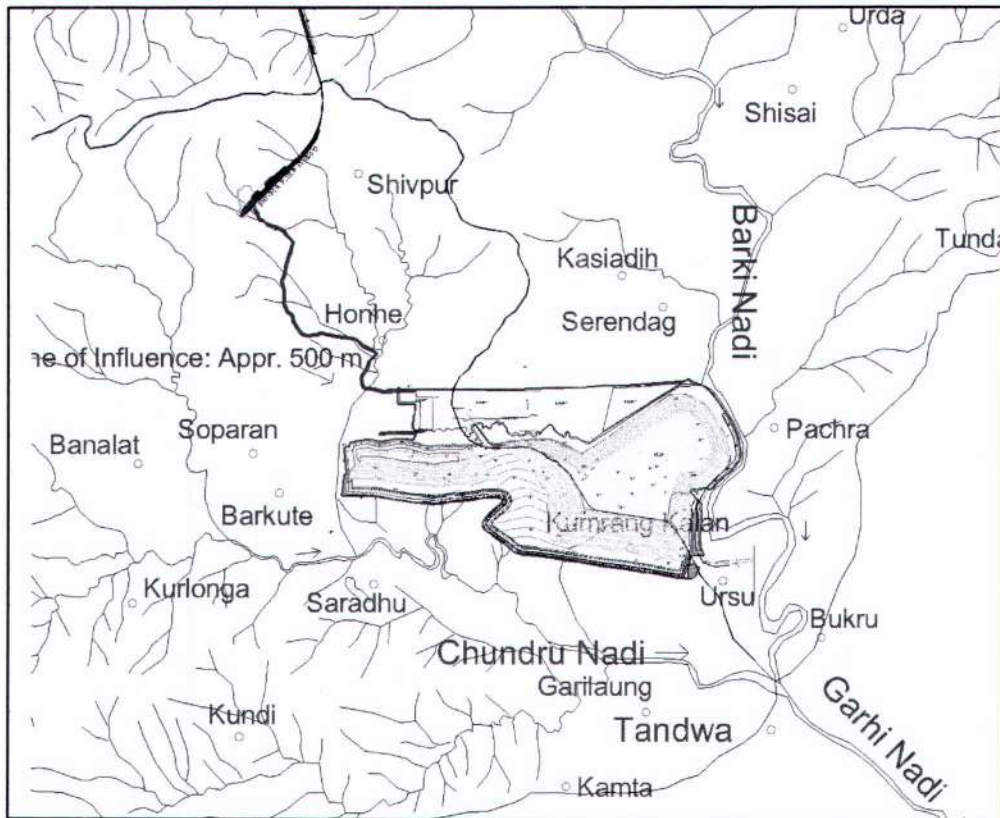 Urda
Shisai
Shivpur
Barki Nadi
Tunda
Kasiadih
Serendag
Honhe
ne of Influence: Appr. 500 m
Pachra
Soparan
Banalat
Barkute
Kumrang Kalan
Kurlonga
Saradhu
Ursu
Bukru
Chundru Nadi
Garilaung
Garhi Nadi
Kundi
Tandwa
Kamta